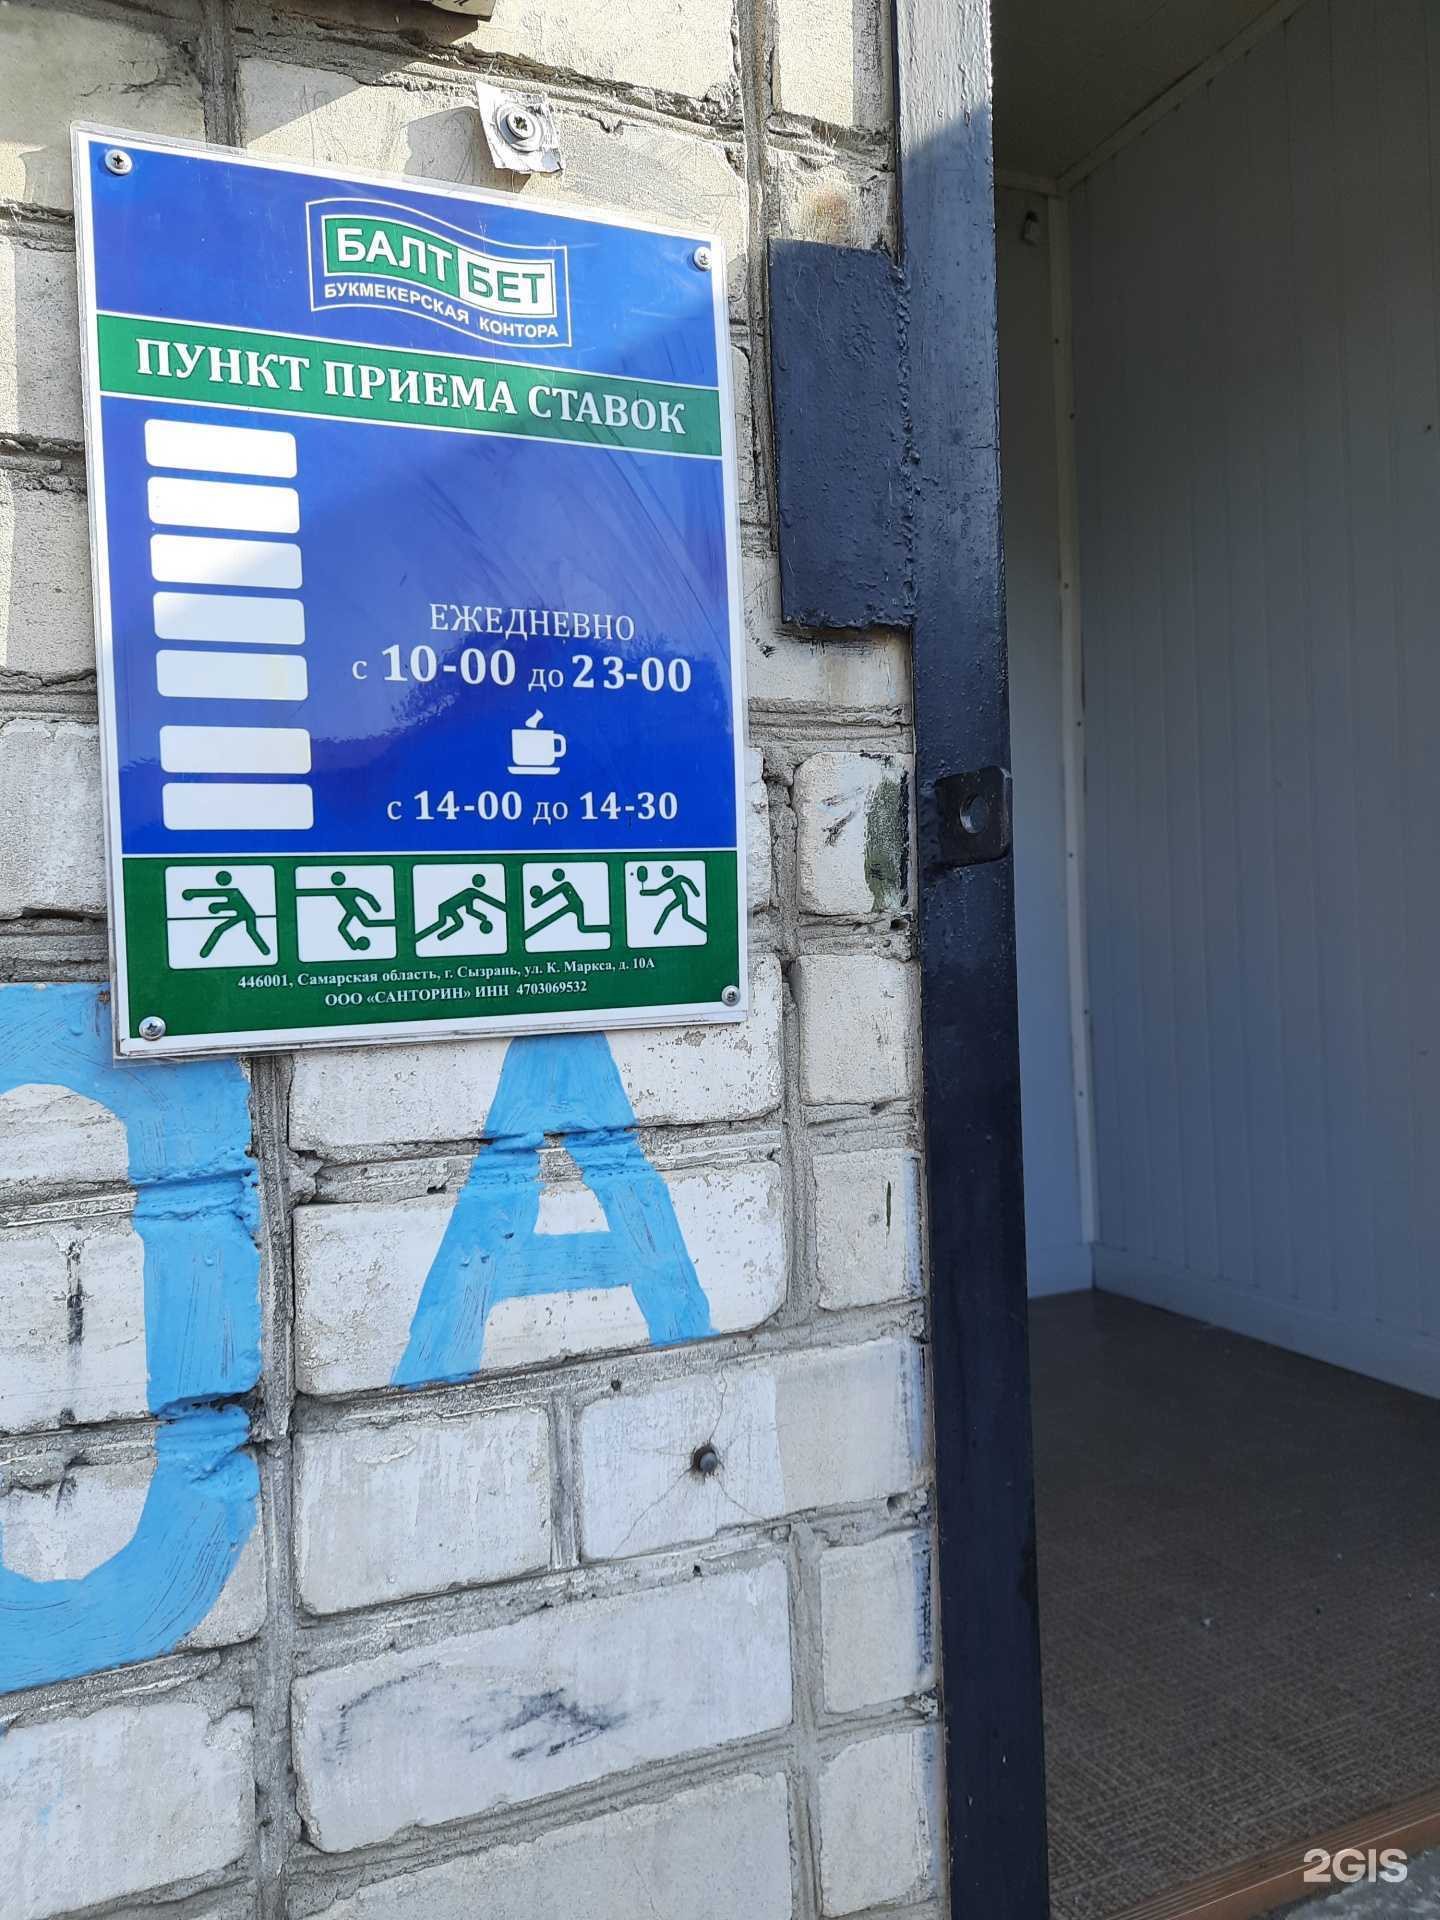 БАЛТ БЕТ
БУКМЕКЕРСКАЯ КОНТОРА
ПУНКТ ПРИЕМА СТАВОК
ЕЖЕДНЕВНО
с 10-00 до 23-00
с 14-00 до 14-30
446001, Самарская область, г. Сызрань, ул. К. Маркса, д. 10А
ООО «САНТОРИН» ИНН 4703069532
10 А
2GIS